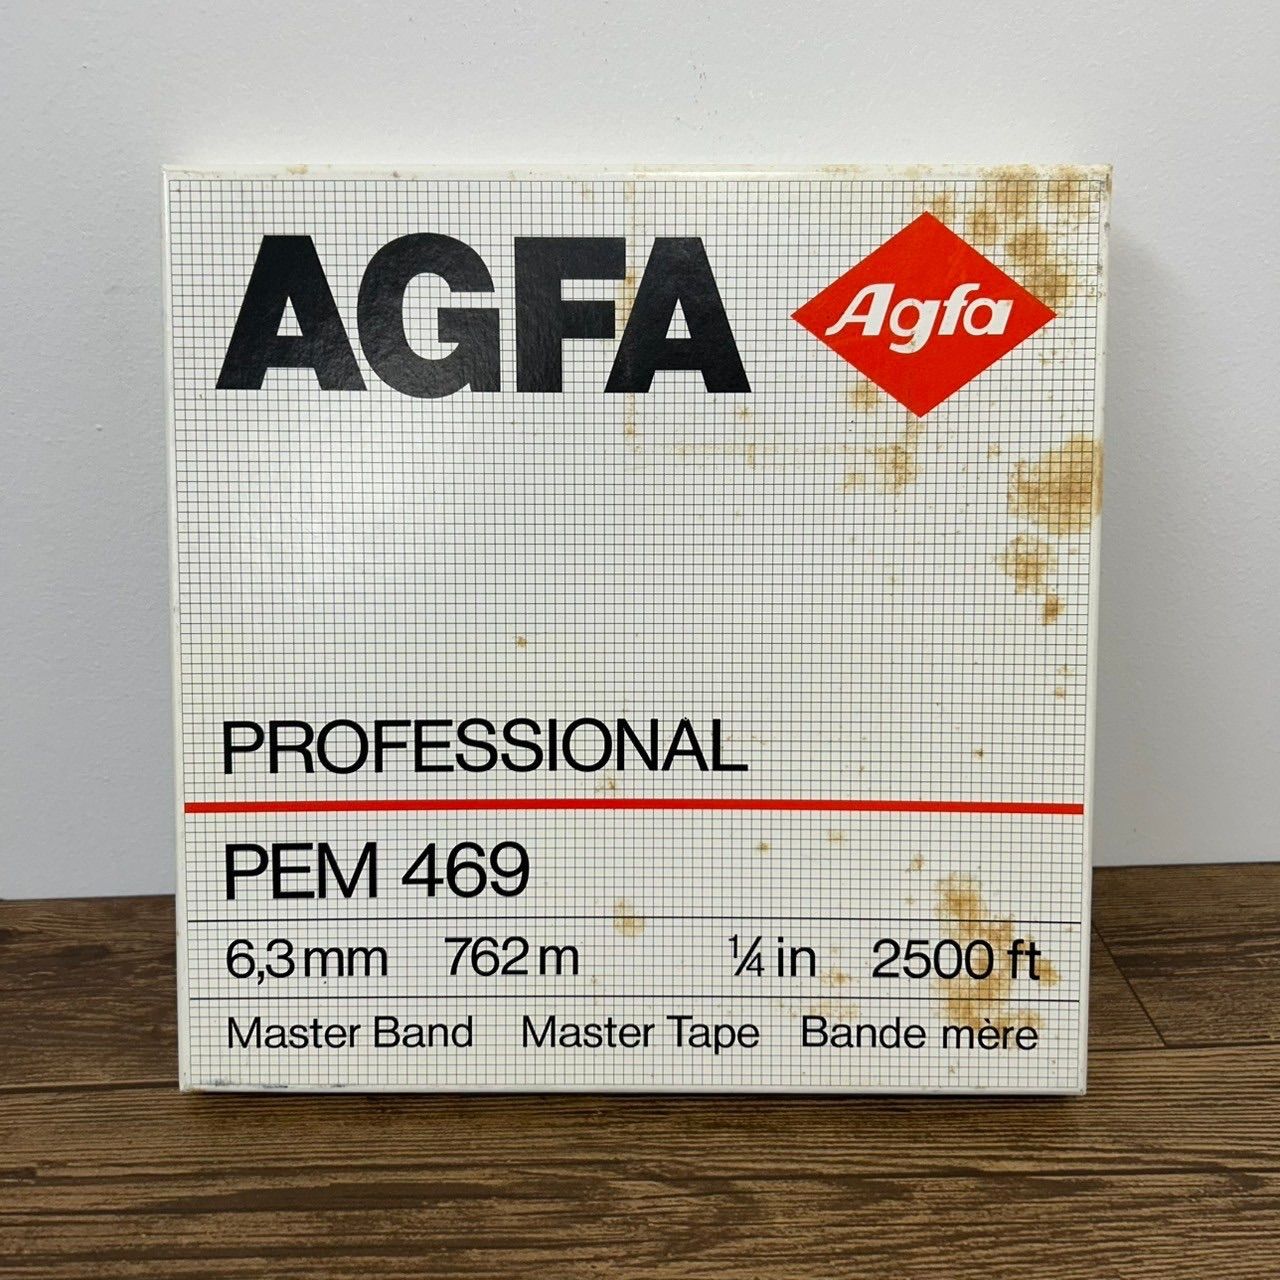 AGFA
Agfa
PROFESSIONAL
PEM 469
6,3 mm 762 m ¼ in 2500 ft
Master Band Master Tape Bande mère